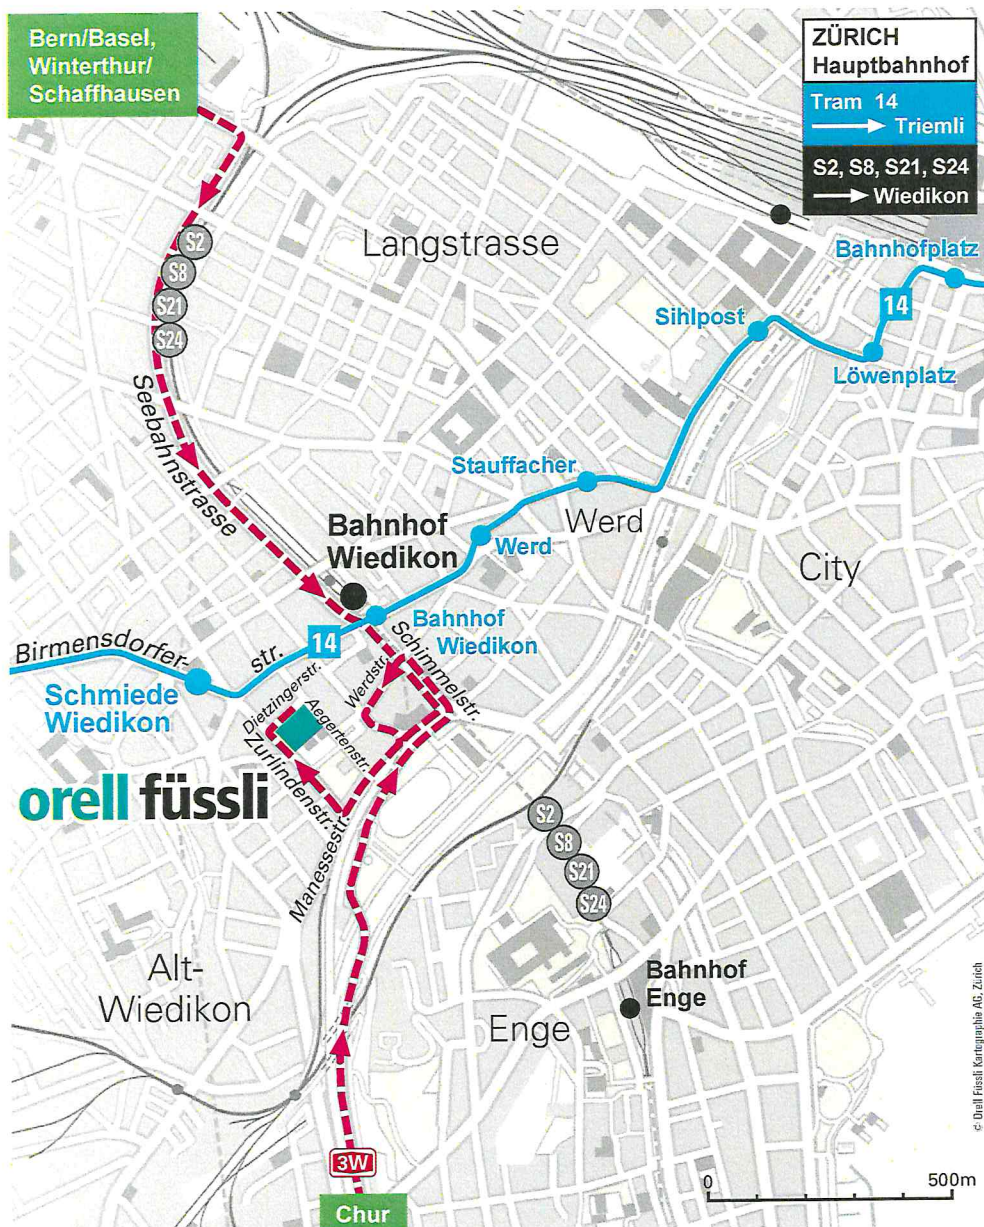 Bern/Basel,
Winterthur/
Schaffhausen
ZÜRICH
Hauptbahnhof
Tram 14
Triemli
S2, S8, S21, S24
Wiedikon
Langstrasse
S2
S8
S21
S24
Bahnhofplatz
14
Sihlpost
Löwenplatz
Seebahnstrasse
Stauffacher
Werd
Bahnhof
Wiedikon
Werd
City
Bahnhof
Wiedikon
14
Birmensdorfer-
str.
Schimmelstr.
Schmiede
Wiedikon
Werdstr.
Dietzingerstr.
Aegertenstr.
Zurlindenstr.
orell füssli
Manessestr.
S2
S8
S21
S24
Alt-
Wiedikon
Enge
Bahnhof
Enge
3W
Chur
0
500m
© Orell Füssli Kartographie AG, Zürich